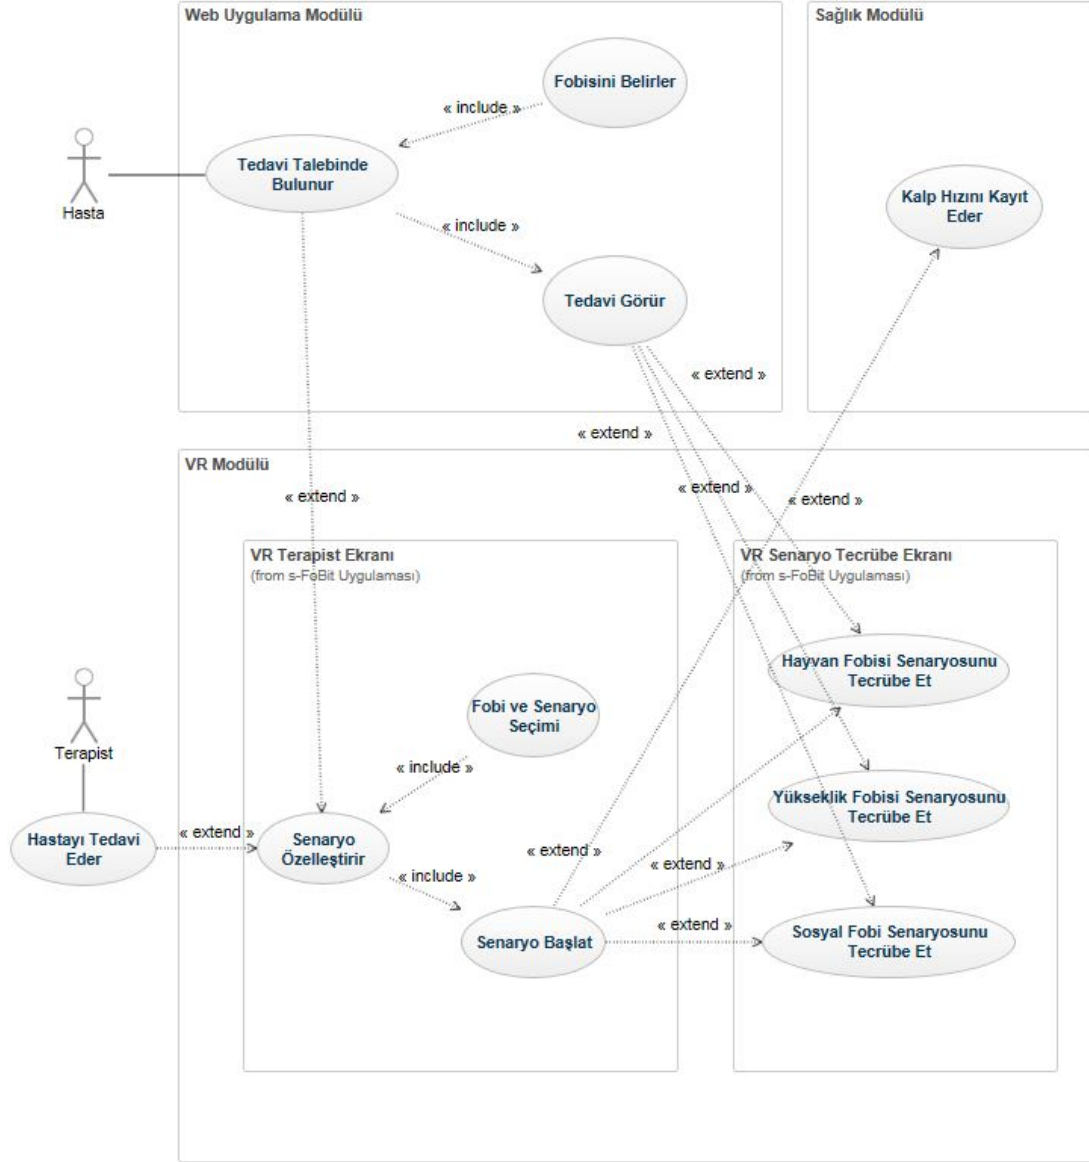 Web Uygulama Modülü
Sağlık Modülü
Fobisini Belirler
« include »
Tedavi Talebinde
Bulunur
Hasta
Kalp Hızını Kayıt
Eder
« include »
Tedavi Görür
« extend »
« extend »
VR Modülü
« extend »
« extend »
« extend »
VR Terapist Ekranı
(from s-FoBit Uygulaması)
VR Senaryo Tecrübe Ekranı
(from s-FoBit Uygulaması)
Hayvan Fobisi Senaryosunu
Tecrübe Et
Fobi ve Senaryo
Seçimi
Terapist
« include »
Yükseklik Fobisi Senaryosunu
Tecrübe Et
Hastayı Tedavi
Eder
« extend »
Senaryo
Özelleştirir
« extend »
« extend »
« include »
« extend »
Senaryo Başlat
Sosyal Fobi Senaryosunu
Tecrübe Et